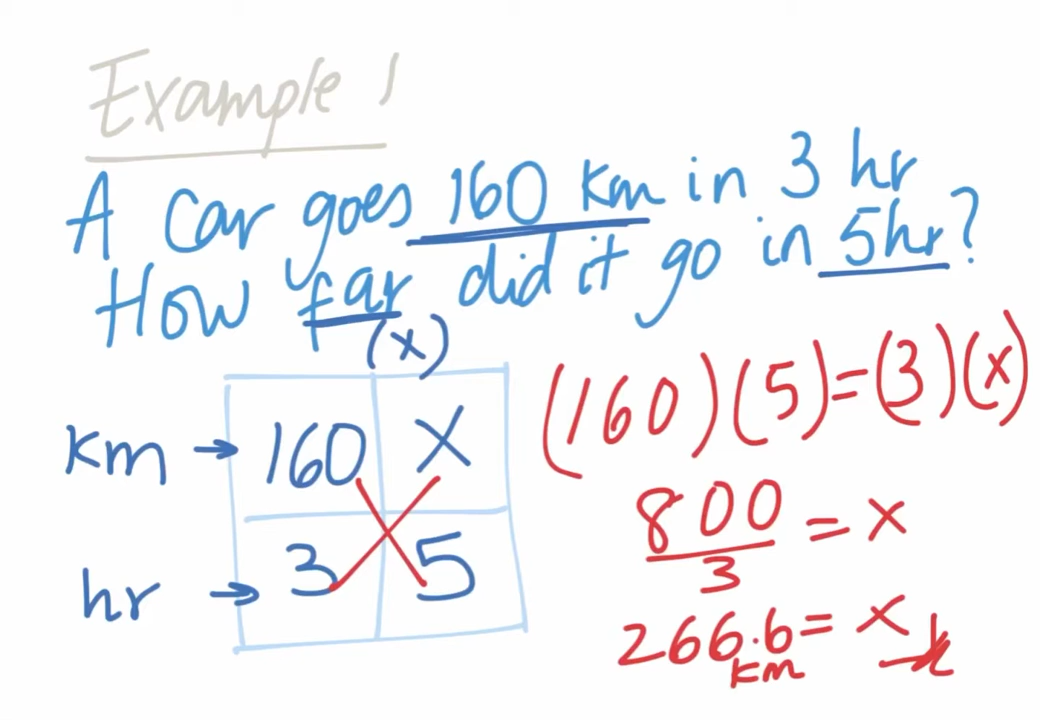 Example 1
A car goes 160 km in 3 hr
How far did it go in 5hr?
(x)
km → 160 X
hr → 3 5
(160)(5)=(3)(x)
800/3 = x
266.6 = x
km